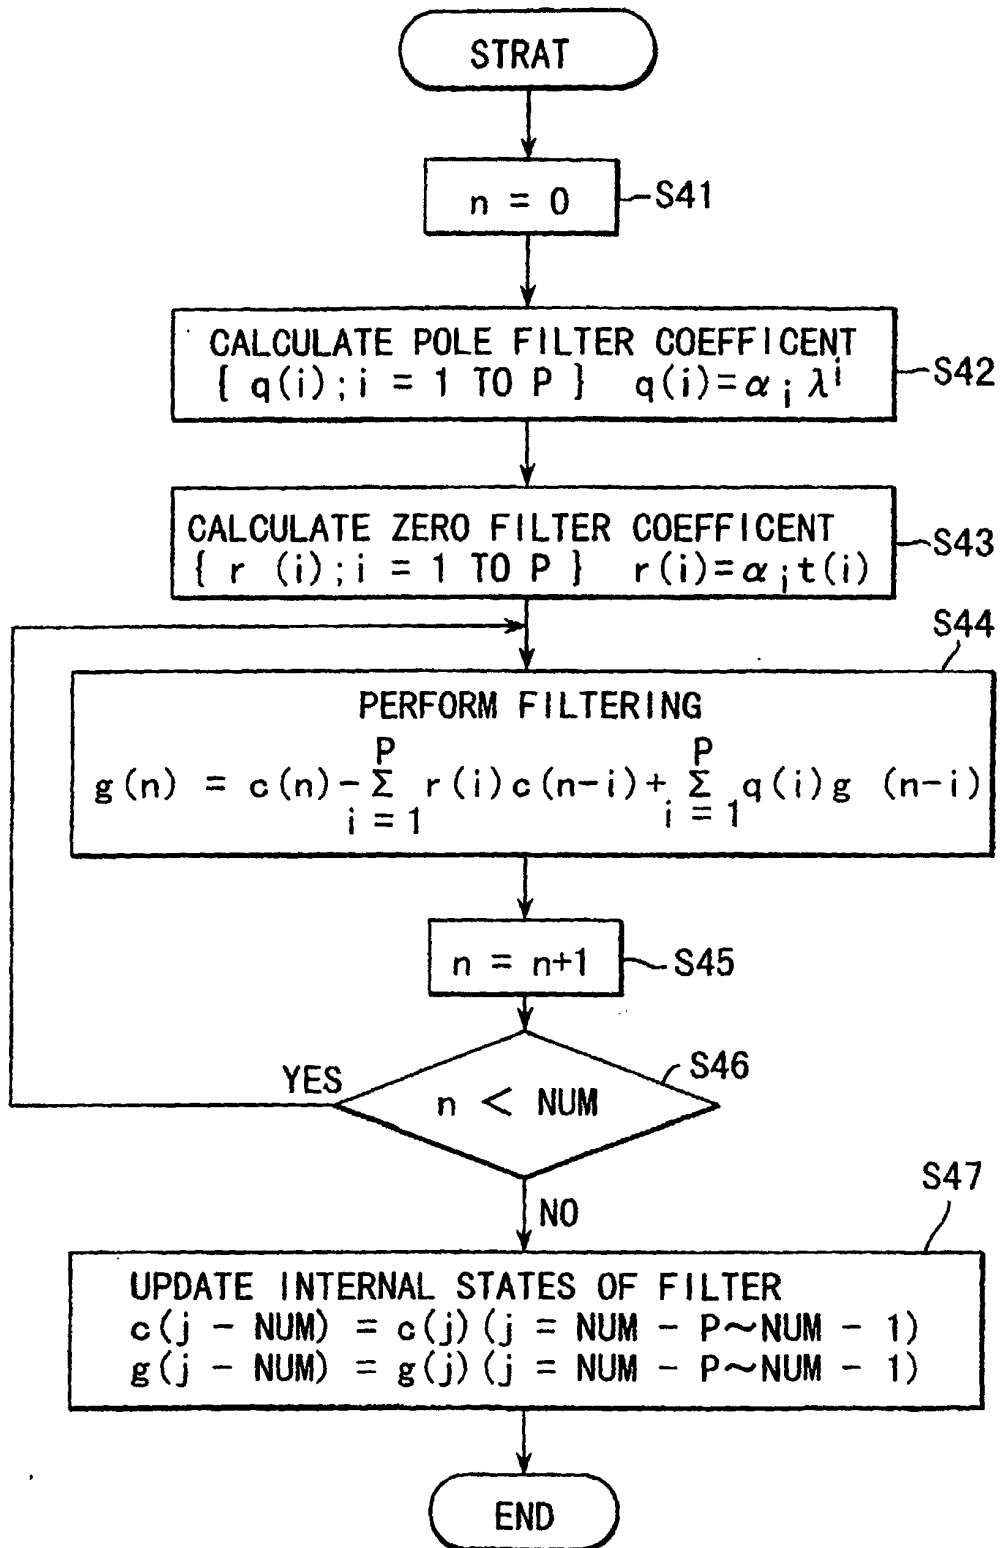 STRAT
n = 0
S41
CALCULATE POLE FILTER COEFFICENT
{ q(i);i = 1 TO P } q(i)=αᵢλⁱ
S42
CALCULATE ZERO FILTER COEFFICENT
{ r (i);i = 1 TO P } r(i)=αᵢt(i)
S43
S44
PERFORM FILTERING
g(n) = c(n)-Σ_{i=1}^{P} r(i)c(n-i)+Σ_{i=1}^{P} q(i)g (n-i)
n = n+1
S45
S46
YES
n < NUM
NO
S47
UPDATE INTERNAL STATES OF FILTER
c(j - NUM) = c(j)(j = NUM - P~NUM - 1)
g(j - NUM) = g(j)(j = NUM - P~NUM - 1)
END